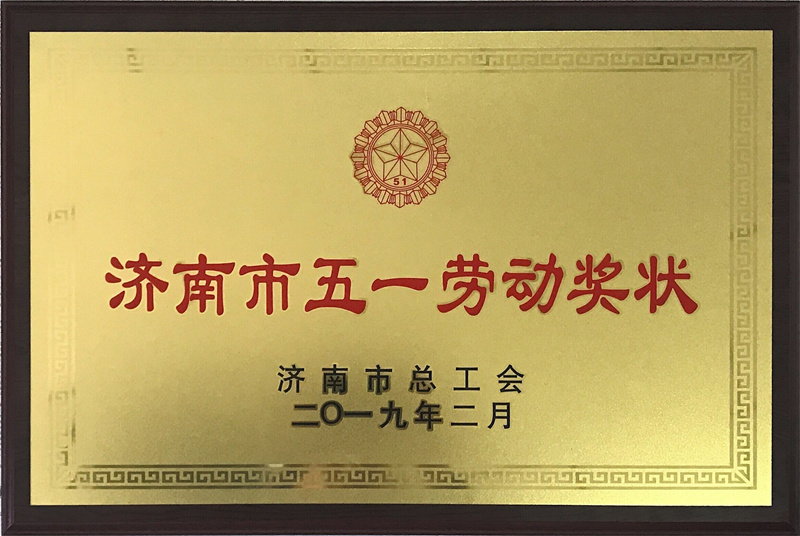 51
济南市五一劳动奖状
济南市总工会
二〇一九年二月